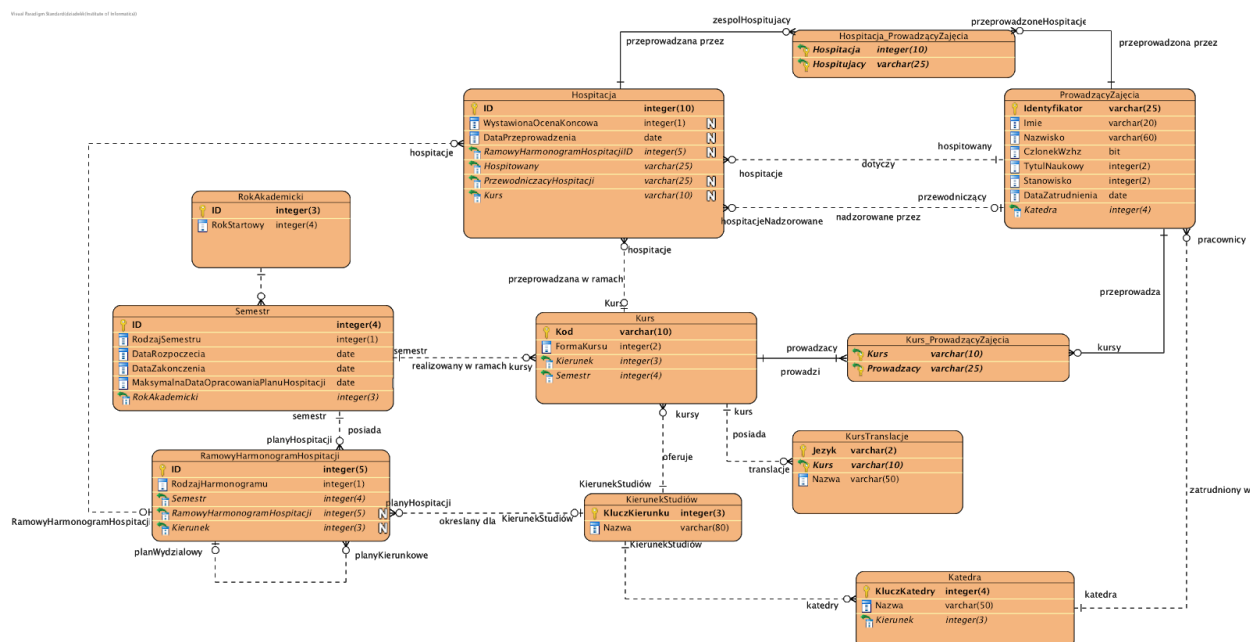 Visual Paradigm Standard(
zespolHospitujacy
przeprowadzoneHospitacje
Hospitacja_ProwadzącyZajęcia
Hospitacja integer(10)
Hospitujacy varchar(25)
przeprowadzana przez
przeprowadzona przez
Hospitacja
ID integer(10)
WystawionaOcenaKoncowa integer(1) N
DataPrzeprowadzenia date N
RamowyHarmonogramHospitacjiID integer(5) N
Hospitowany varchar(25)
PrzewodniczacyHospitacji varchar(25) N
Kurs varchar(10) N
ProwadzącyZajęcia
Identyfikator varchar(25)
Imie varchar(20)
Nazwisko varchar(60)
CzłonekWzhz bit
TytulNaukowy integer(2)
Stanowisko integer(2)
DataZatrudnienia date
Katedra integer(4)
hospitacje
hospitowany
dotyczy
hospitacje
przewodniczący
nadzorowane przez
hospitacjeNadzorowane
pracownicy
hospitacje
przeprowadzana w ramach
Kurs
przeprowadza
RokAkademicki
ID integer(3)
RokStartowy integer(4)
Semestr
ID integer(4)
RodzajSemestru integer(1)
DataRozpoczecia date
DataZakonczenia date
MaksymalnaDataOpracowaniaPlanuHospitacji date
RokAkademicki integer(3)
semestr
realizowany w ramach
kursy
Kurs
Kod varchar(10)
FormaKursu integer(2)
Kierunek integer(3)
Semestr integer(4)
prowadzacy
prowadzi
Kurs_ProwadzącyZajęcia
Kurs varchar(10)
Prowadzacy varchar(25)
kursy
semestr
posiada
planyHospitacji
kursy
kurs
posiada
oferuje
translacje
KursTranslacje
Jezyk varchar(2)
Kurs varchar(10)
Nazwa varchar(50)
RamowyHarmonogramHospitacji
ID integer(5)
RodzajHarmonogramu integer(1)
Semestr integer(4)
RamowyHarmonogramHospitacji integer(5) N
Kierunek integer(3) N
RamowyHarmonogramHospitacji
planyHospitacji
okreslany dla
KierunekStudiów
KierunekStudiów
KierunekStudiów
KluczKierunku integer(3)
Nazwa varchar(80)
KierunekStudiów
zatrudniony w
planWydzialowy
planyKierunkowe
katedry
Katedra
KluczKatedry integer(4)
Nazwa varchar(50)
Kierunek integer(3)
katedra